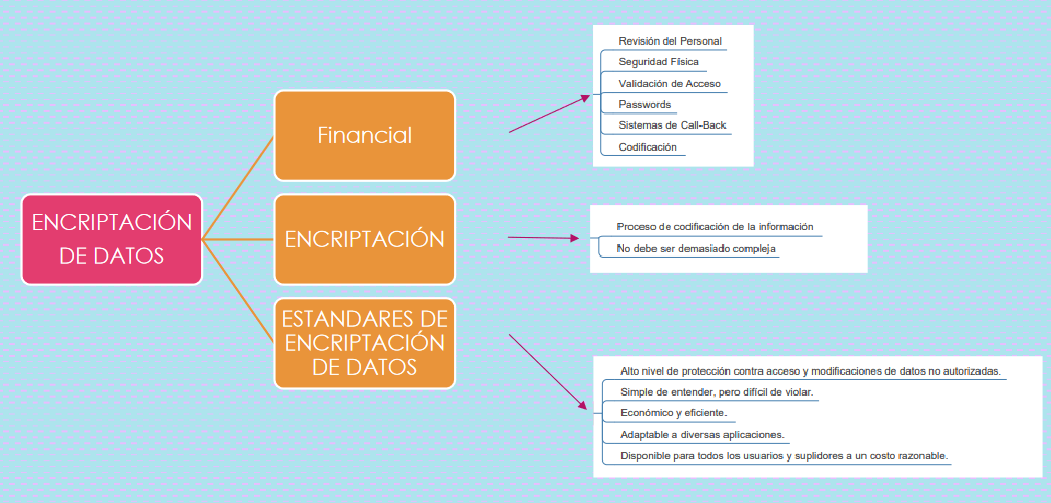 ENCRIPTACIÓN
DE DATOS
Financial
Revisión del Personal
Seguridad Física
Validación de Acceso
Passwords
Sistemas de Call-Back
Codificación
ENCRIPTACIÓN
Proceso de codificación de la información
No debe ser demasiado compleja
ESTANDARES DE
ENCRIPTACIÓN
DE DATOS
Alto nivel de protección contra acceso y modificaciones de datos no autorizadas.
Simple de entender, pero difícil de violar.
Económico y eficiente.
Adaptable a diversas aplicaciones.
Disponible para todos los usuarios y suplidores a un costo razonable.